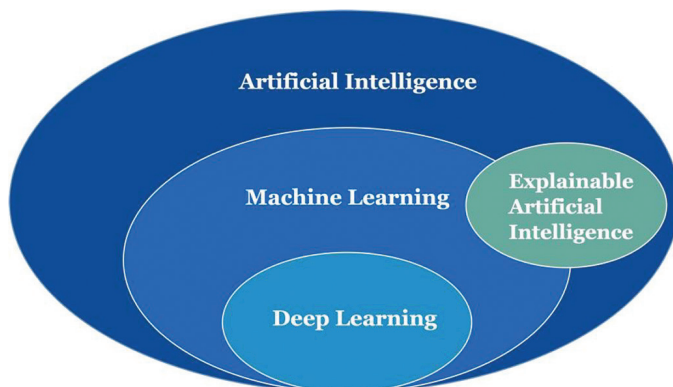 Artificial Intelligence
Machine Learning
Explainable
Artificial
Intelligence
Deep Learning